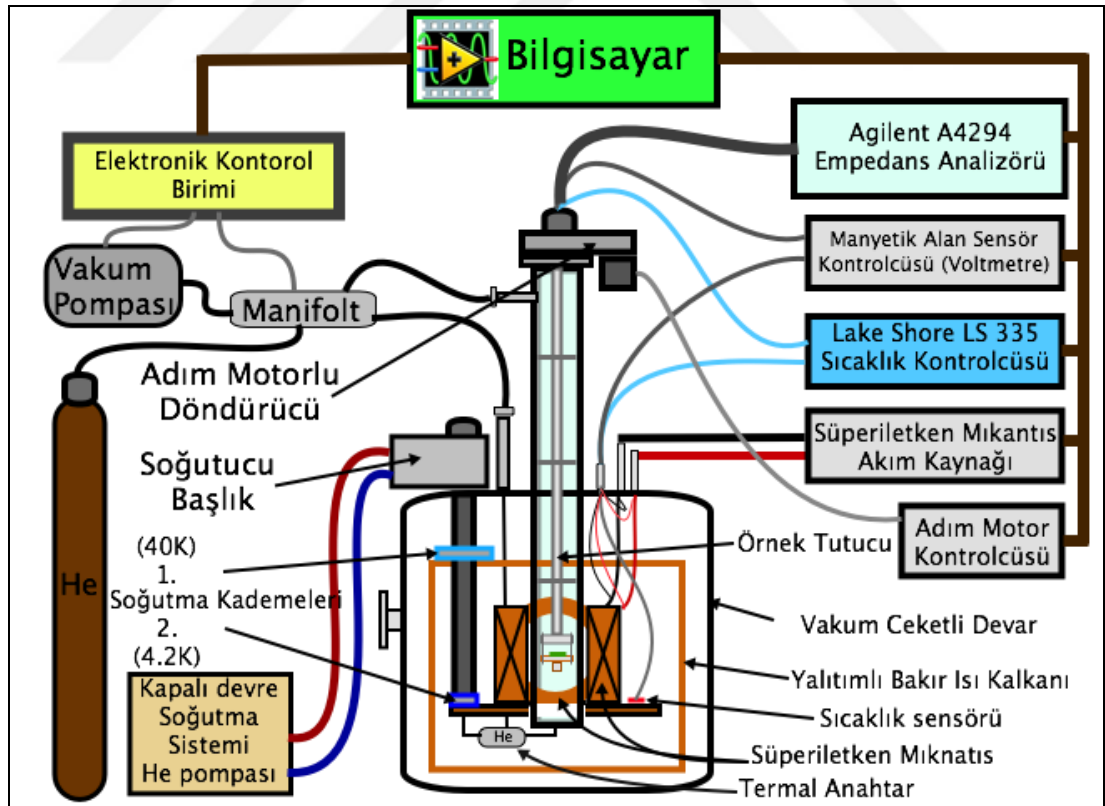 Bilgisayar
Elektronik Kontorol
Birimi
Vakum
Pompası
Manifolt
Adım Motorlu
Döndürücü
Soğutucu
Başlık
He
(40K)
1.
Soğutma Kademeleri
2.
(4.2K)
Kapalı devre
Soğutma
Sistemi
He pompası
He
Agilent A4294
Empedans Analizörü
Manyetik Alan Sensör
Kontrolcüsü (Voltmetre)
Lake Shore LS 335
Sıcaklık Kontrolcüsü
Süperiletken Mıkantıs
Akım Kaynağı
Adım Motor
Kontrolcüsü
Örnek Tutucu
Vakum Ceketli Devar
Yalıtımlı Bakır Isı Kalkanı
Sıcaklık sensörü
Süperiletken Mıknatıs
Termal Anahtar